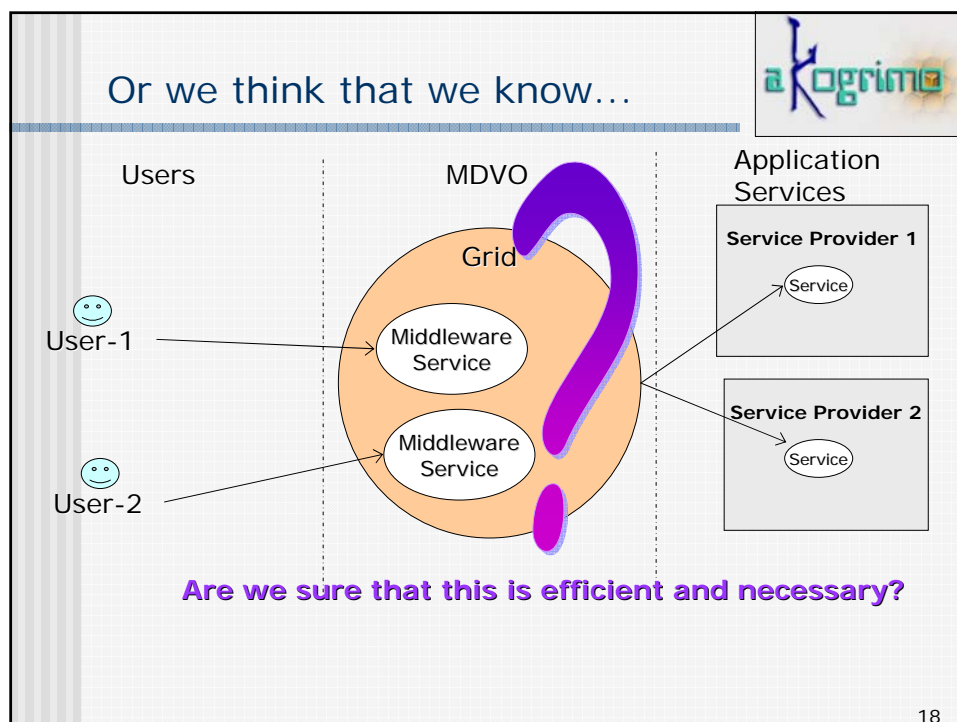 Or we think that we know...
akogrimo
Users
MDVO
Application
Services
Grid
Service Provider 1
Service
User-1
Middleware
Service
Service Provider 2
Service
User-2
Middleware
Service
Are we sure that this is efficient and necessary?
18